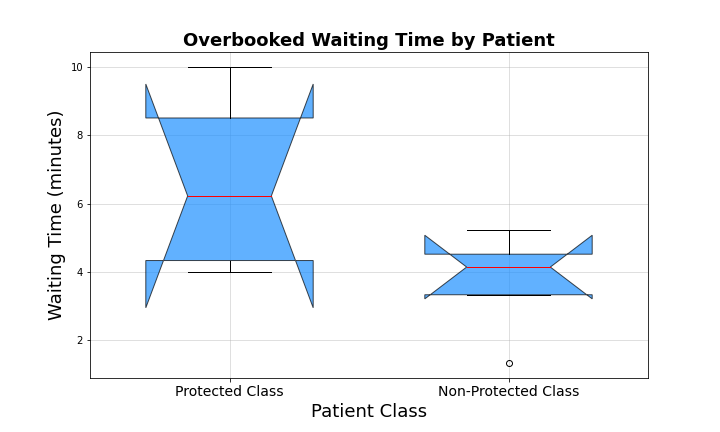 Overbooked Waiting Time by Patient
Waiting Time (minutes)
10
8
6
4
2
Protected Class
Non-Protected Class
Patient Class